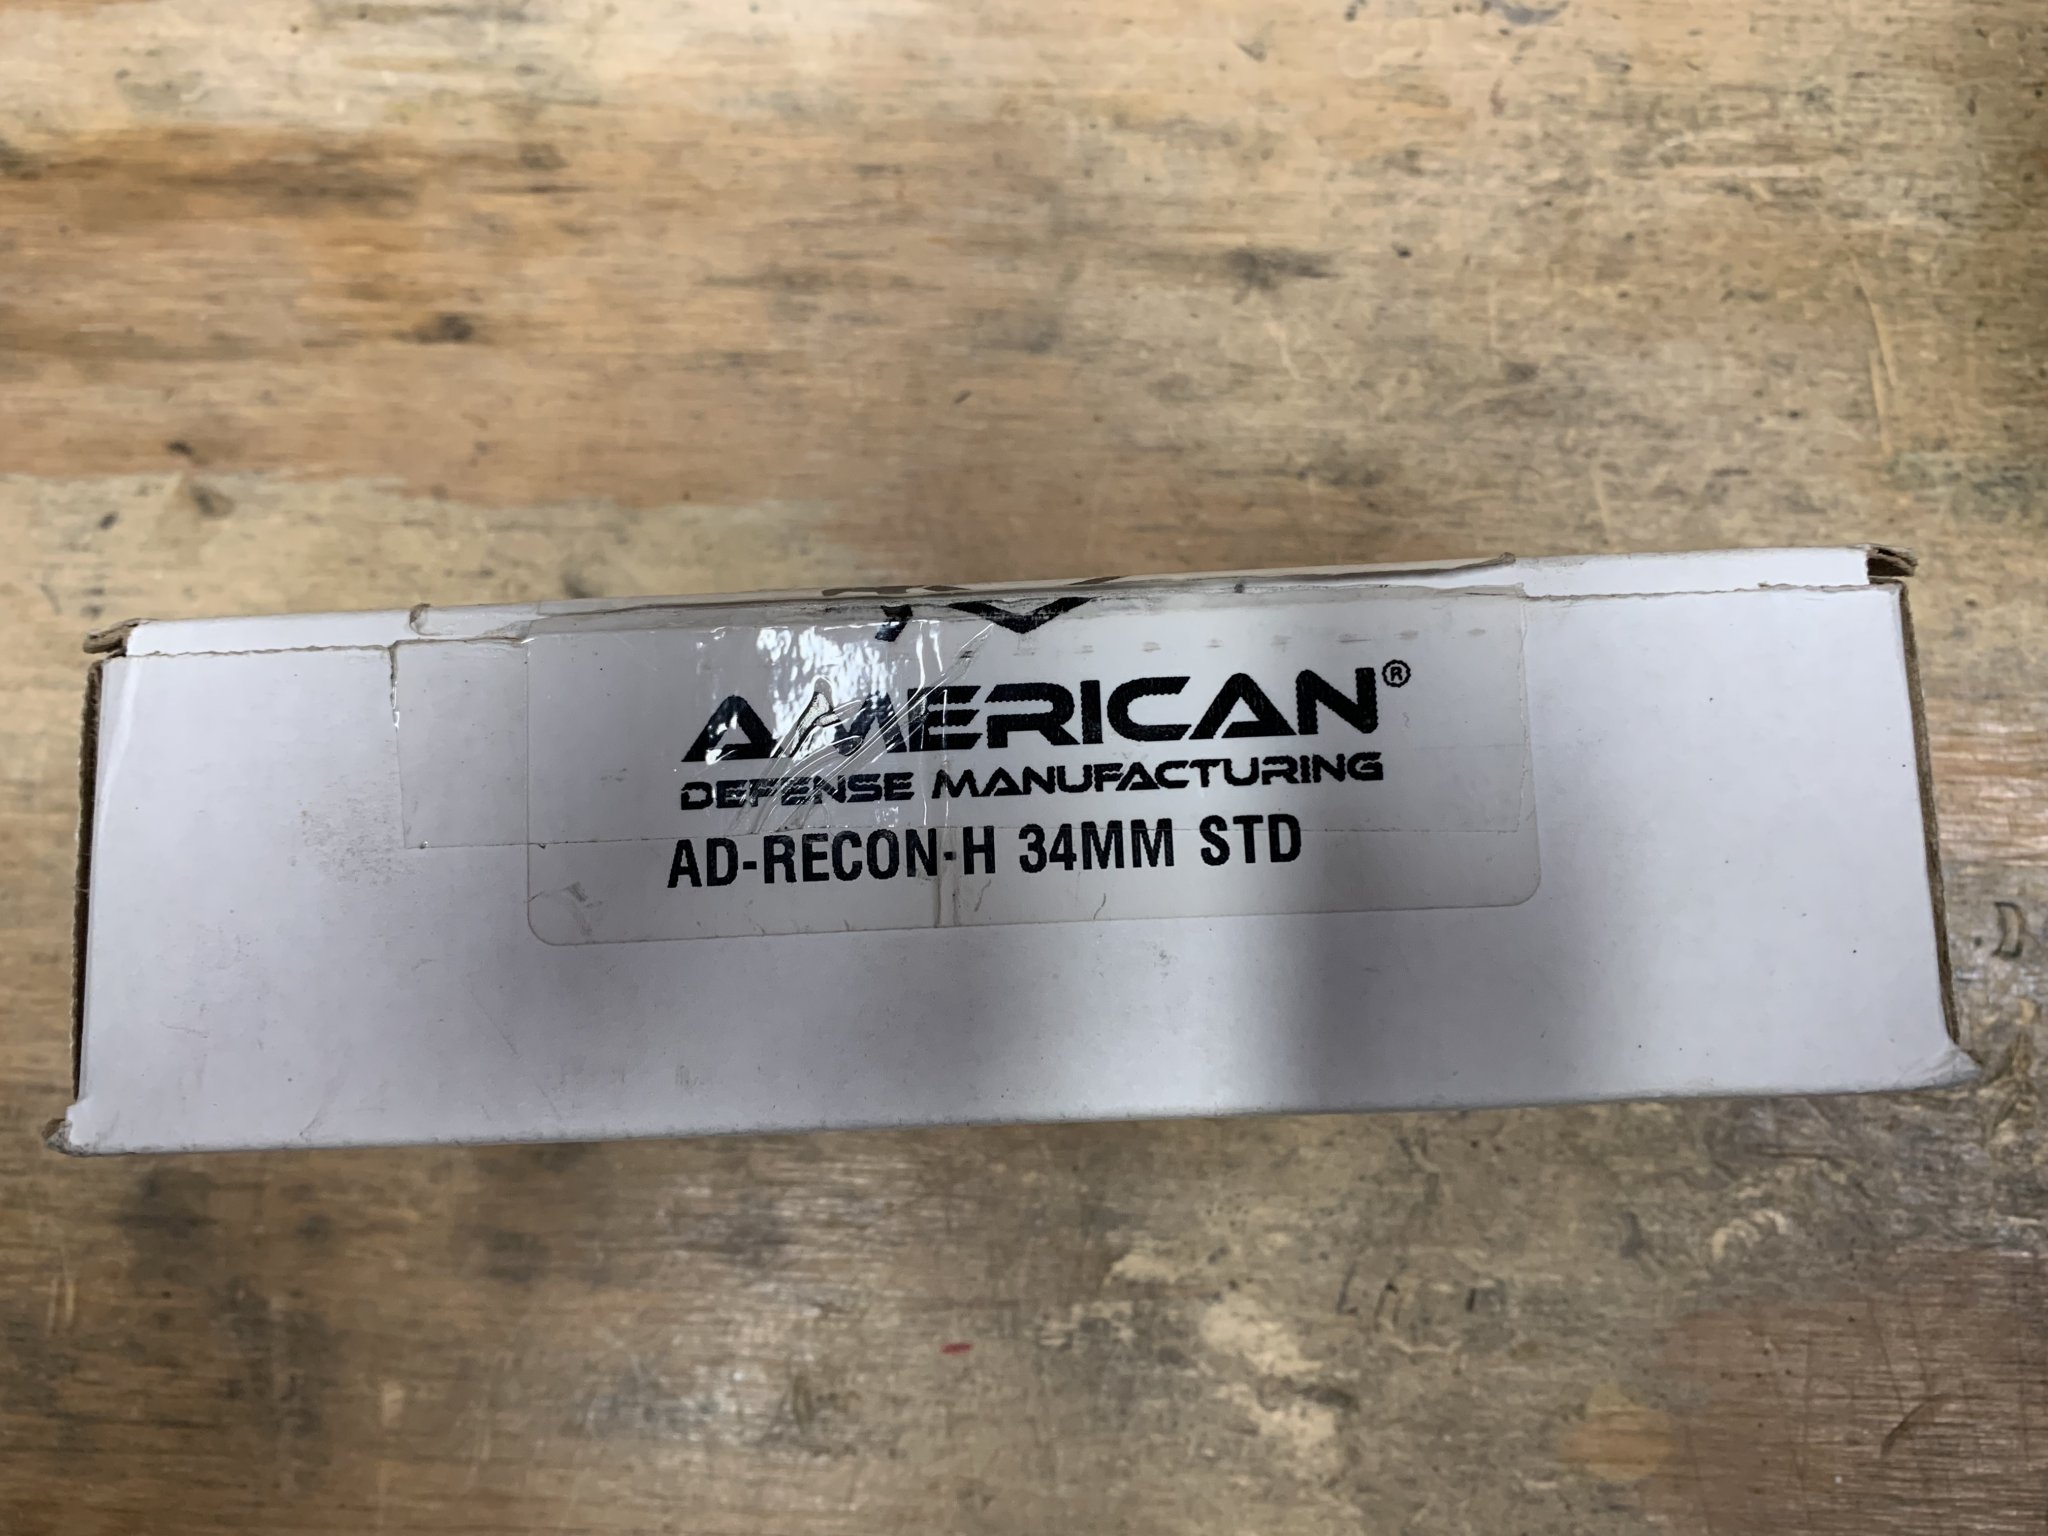 AMERICAN®
DEFENSE MANUFACTURING
AD-RECON-H 34MM STD